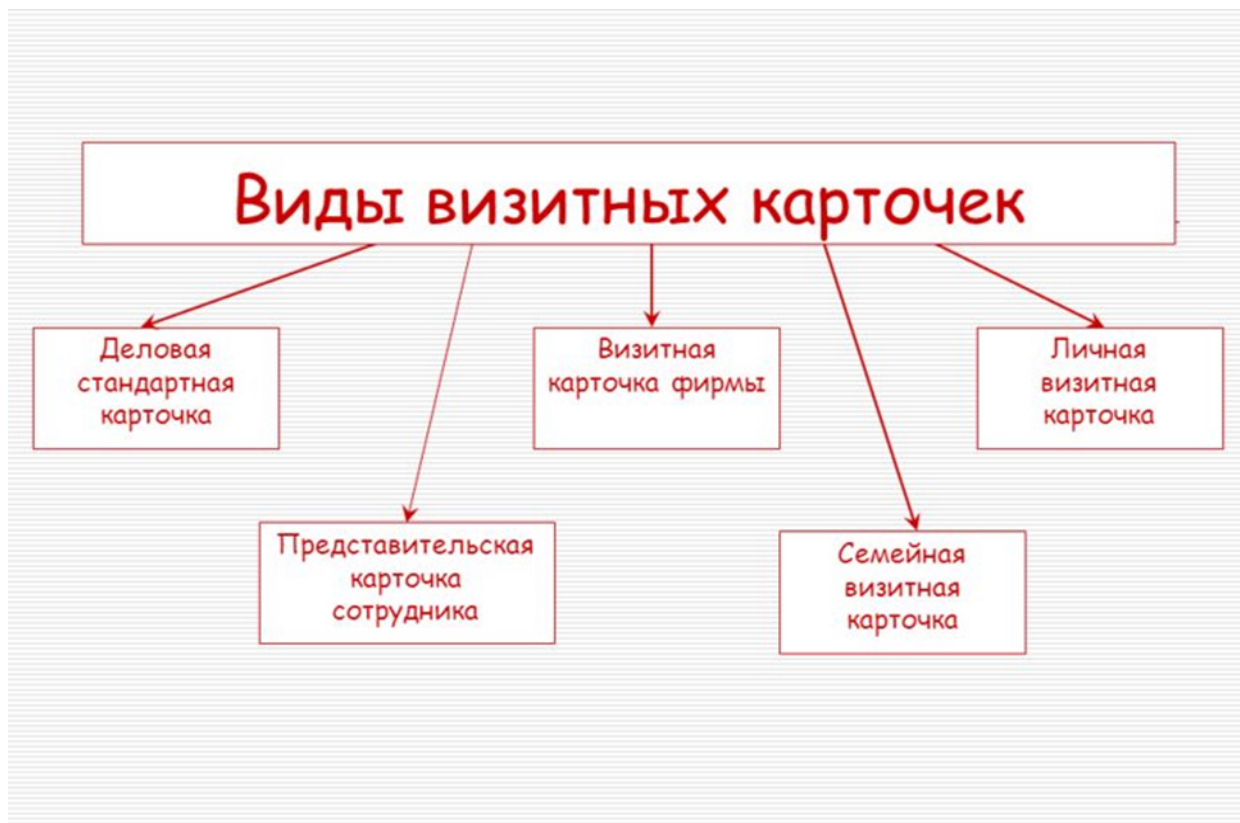 Виды визитных карточек
Деловая
стандартная
карточка
Визитная
карточка фирмы
Личная
визитная
карточка
Представительская
карточка
сотрудника
Семейная
визитная
карточка